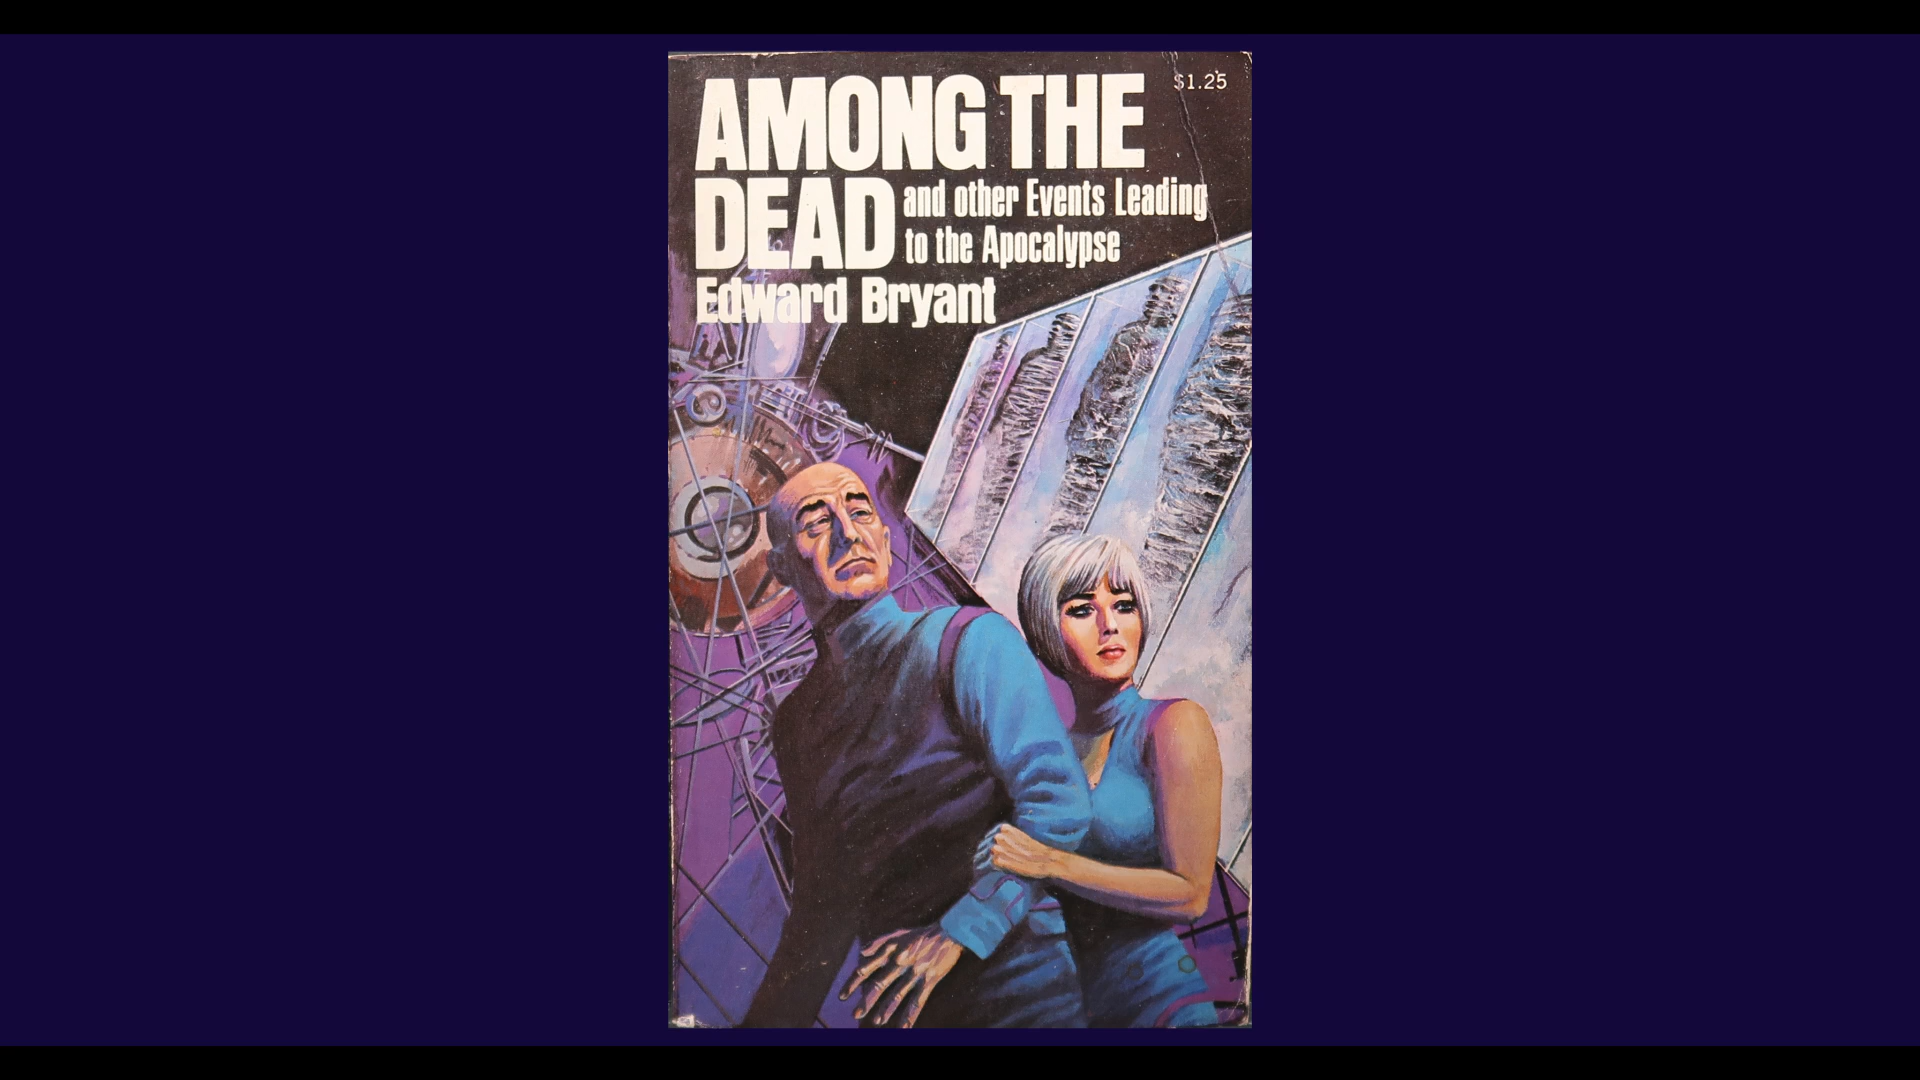 AMONG THE
$1.25
DEAD and other Events Leading
to the Apocalypse
Edward Bryant